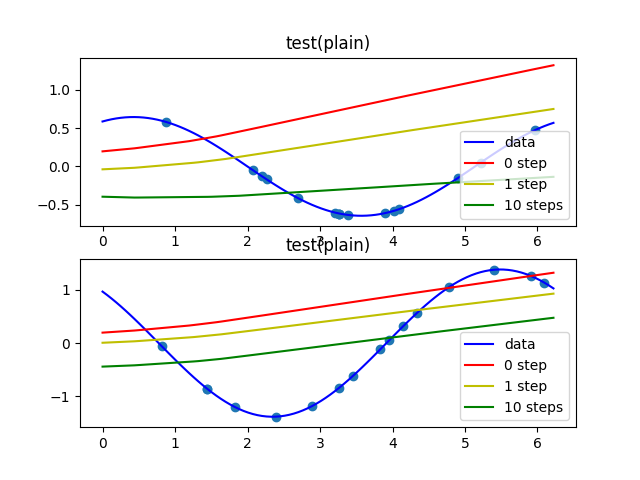 test(plain)
1.0
0.5
0.0
−0.5
data
0 step
1 step
10 steps
0 1 2 3 4 5 6
test(plain)
1
0
−1
data
0 step
1 step
10 steps
0 1 2 3 4 5 6